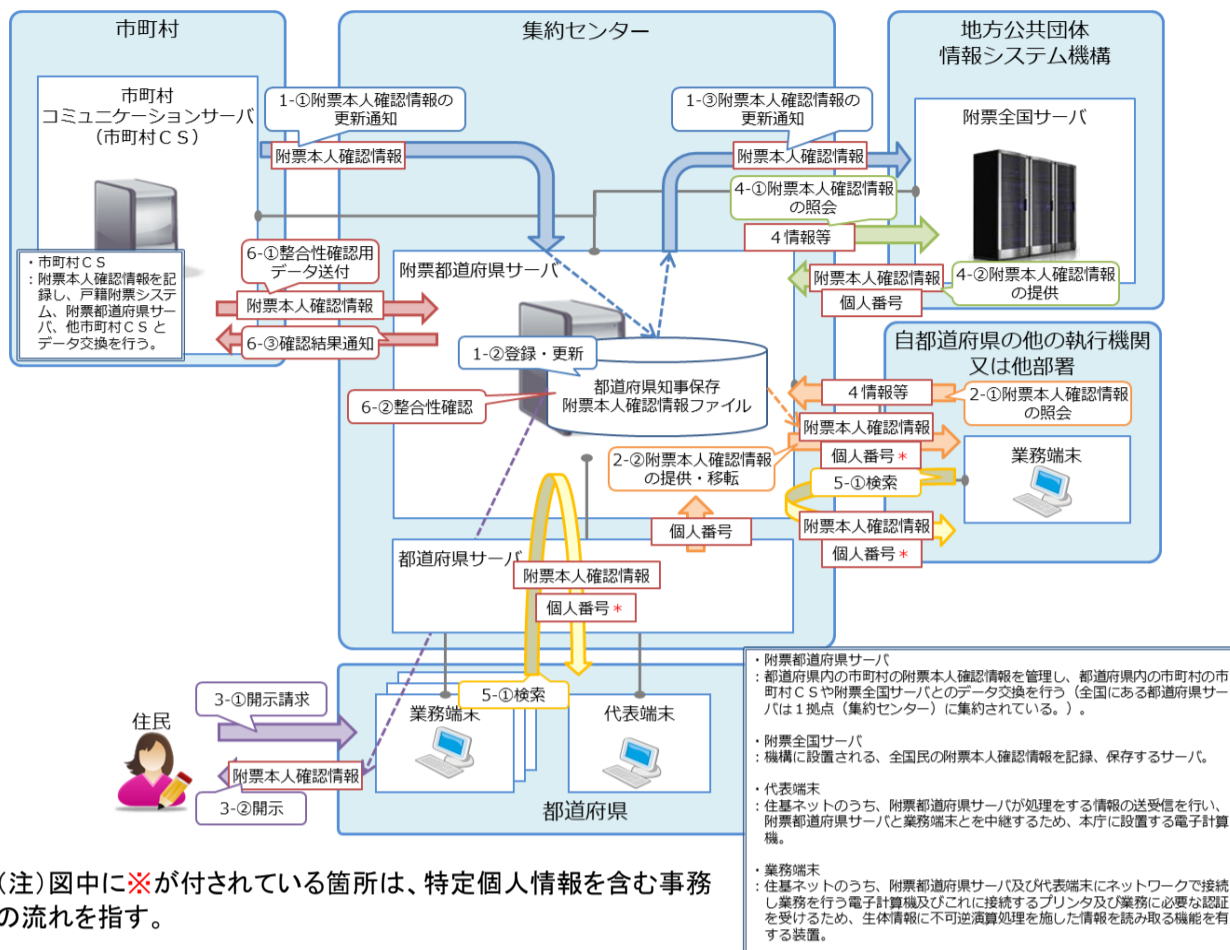 市町村
集約センター
地方公共団体
情報システム機構
市町村
コミュニケーションサーバ
（市町村ＣＳ）
1-①附票本人確認情報の
更新通知
附票本人確認情報
1-③附票本人確認情報の
更新通知
附票本人確認情報
附票全国サーバ
4-①附票本人確認情報
の照会
４情報等
附票本人確認情報
個人番号
4-②附票本人確認情報
の提供
・市町村ＣＳ
：附票本人確認情報を記
録し、戸籍附票システ
ム、附票都道府県サー
バ、他市町村ＣＳと
データ交換を行う。
6-①整合性確認用
データ送付
附票本人確認情報
6-③確認結果通知
附票都道府県サーバ
1-②登録・更新
6-②整合性確認
都道府県知事保存
附票本人確認情報ファイル
自都道府県の他の執行機関
又は他部署
４情報等
2-①附票本人確認情報
の照会
附票本人確認情報
個人番号＊
2-②附票本人確認情報
の提供・移転
業務端末
5-①検索
附票本人確認情報
個人番号＊
個人番号
都道府県サーバ
附票本人確認情報
個人番号＊
5-①検索
業務端末
代表端末
都道府県
住民
3-①開示請求
附票本人確認情報
3-②開示
・附票都道府県サーバ
：都道府県内の市町村の附票本人確認情報を管理し、都道府県内の市町村の市
町村ＣＳや附票全国サーバとのデータ交換を行う（全国にある都道府県サー
バは１拠点（集約センター）に集約されている。）。
・附票全国サーバ
：機構に設置される、全国民の附票本人確認情報を記録、保存するサーバ。
・代表端末
：住基ネットのうち、附票都道府県サーバが処理をする情報の送受信を行い、
附票都道府県サーバと業務端末とを中継するため、本庁に設置する電子計算
機。
・業務端末
：住基ネットのうち、附票都道府県サーバ及び代表端末にネットワークで接続
し業務を行う電子計算機及びこれに接続するプリンタ及び業務に必要な認証
を受けるため、生体情報に不可逆演算処理を施した情報を読み取る機能を有
する装置。
（注）図中に※が付されている箇所は、特定個人情報を含む事務
の流れを指す。